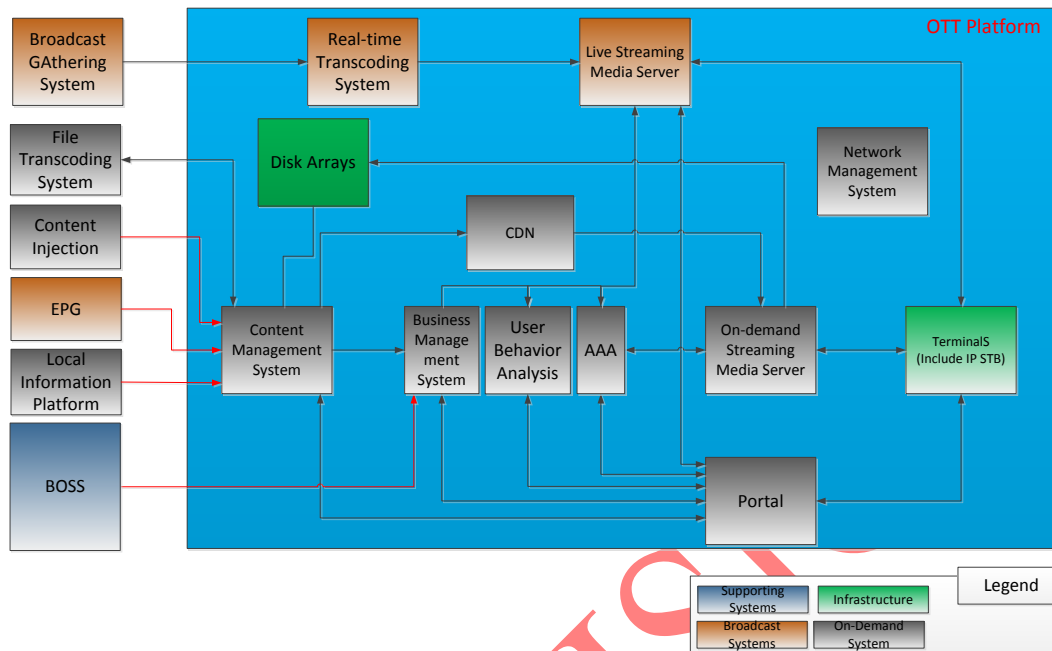 OTT Platform
Broadcast
GAthering
System
Real-time
Transcoding
System
Live Streaming
Media Server
File
Transcoding
System
Disk Arrays
Network
Management
System
Content
Injection
CDN
EPG
Content
Management
System
Business
Manage
ment
System
User
Behavior
Analysis
AAA
On-demand
Streaming
Media Server
TerminalS
(Include IP STB)
Local
Information
Platform
BOSS
Portal
Legend
Supporting
Systems
Infrastructure
Broadcast
Systems
On-Demand
System